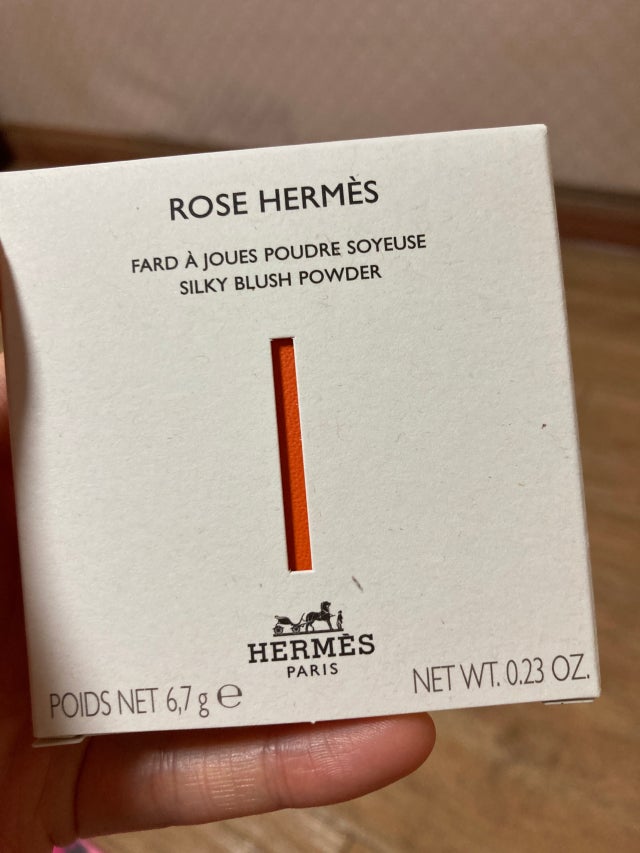 ROSE HERMÈS
FARD À JOUES POUDRE SOYEUSE
SILKY BLUSH POWDER
HERMÈS
PARIS
POIDS NET 6,7 g ℮
NET WT. 0.23 OZ.